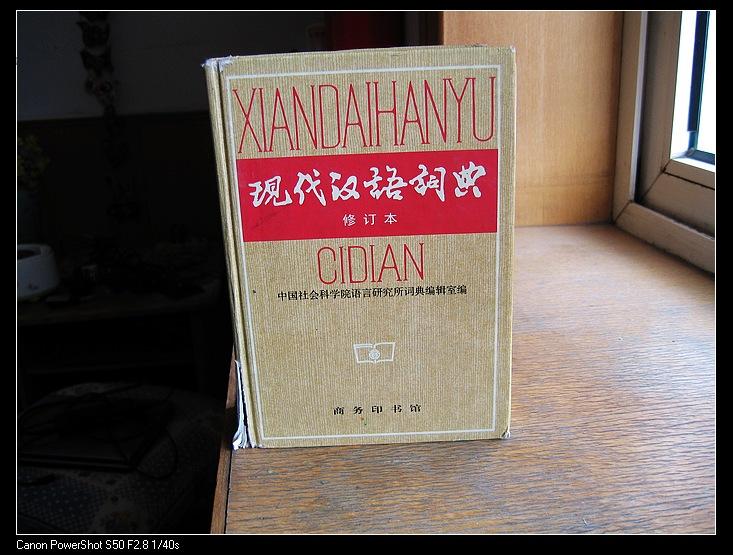 XIANDAIHANYU
现代汉语词典
修订本
CIDIAN
中国社会科学院语言研究所词典编辑室编
商务印书馆
Canon PowerShot S50 F2.8 1/40s